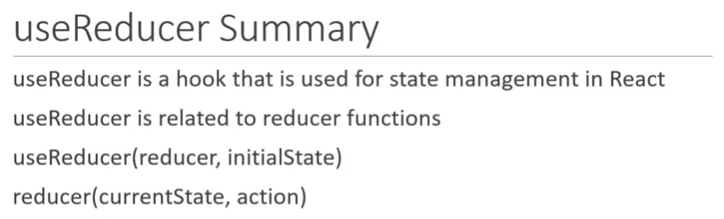 useReducer Summary
useReducer is a hook that is used for state management in React
useReducer is related to reducer functions
useReducer(reducer, initialState)
reducer(currentState, action)